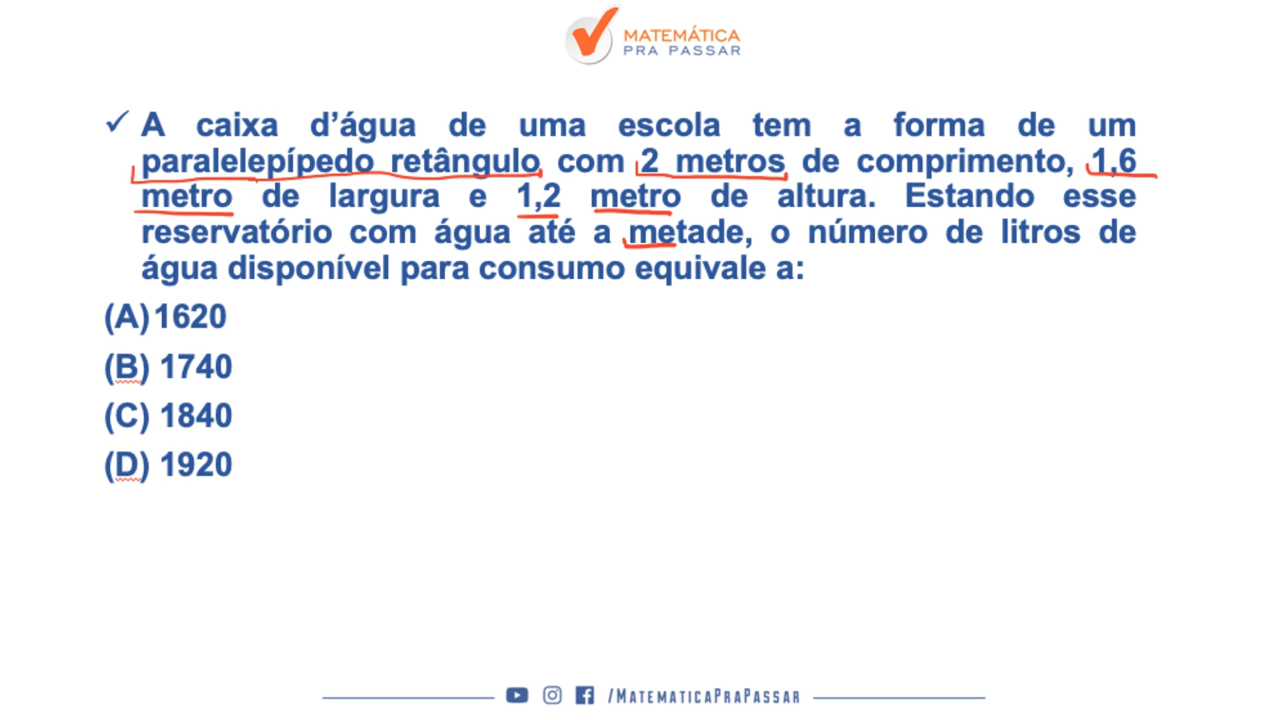 MATEMÁTICA
PRA PASSAR
✓ A caixa d’água de uma escola tem a forma de um
paralelepípedo retângulo com 2 metros de comprimento, 1,6
metro de largura e 1,2 metro de altura. Estando esse
reservatório com água até a metade, o número de litros de
água disponível para consumo equivale a:
(A) 1620
(B) 1740
(C) 1840
(D) 1920
/MATEMATICAPRAPASSAR